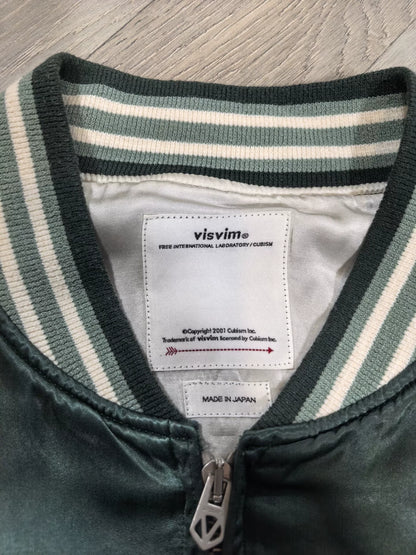 visvim®
FREE INTERNATIONAL LABORATORY/CUBISM
©Copyright 2001 Cubism Inc.
Trademark of visvim licensed by Cubism Inc.
MADE IN JAPAN